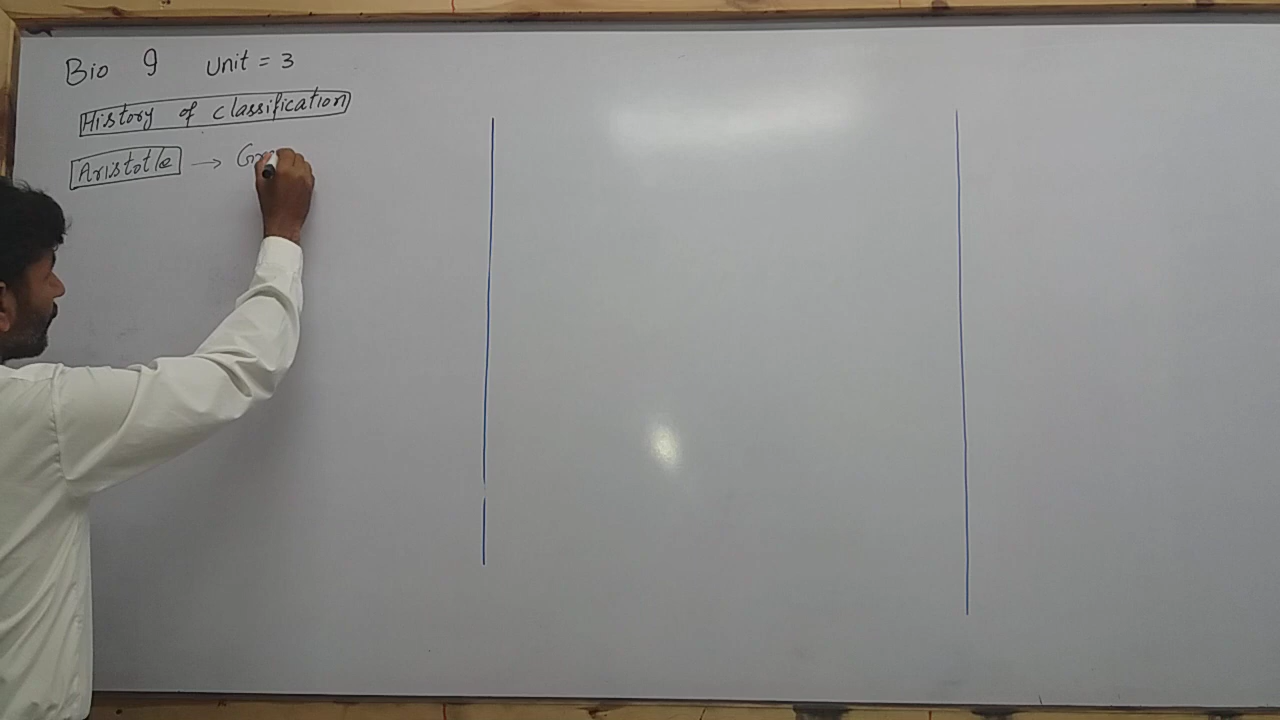 Bio 9 Unit = 3
History of classification
Aristotle →